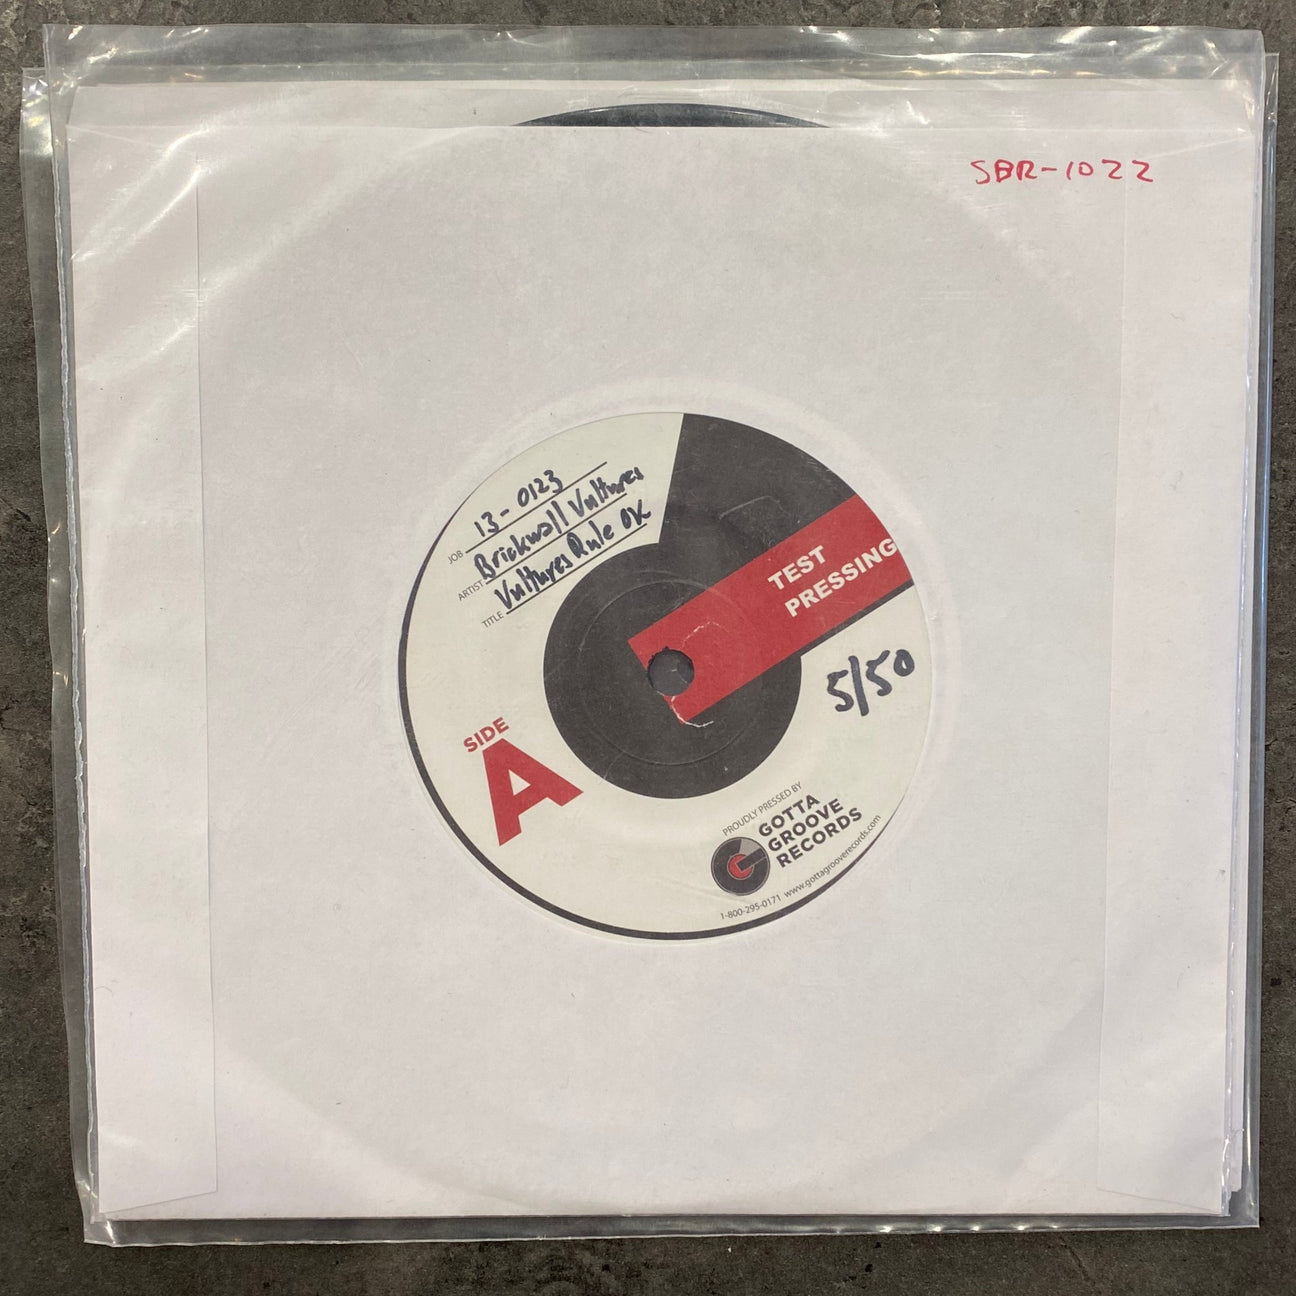 SBR-1022
JOB 13-0123
ARTIST Brickwall Vultures
TITLE Vultures Rule OK
TEST
PRESSING
5/50
SIDE
A
PROUDLY PRESSED BY
GOTTA
GROOVE
RECORDS
1-800-295-0171 www.gottagrooverecords.com